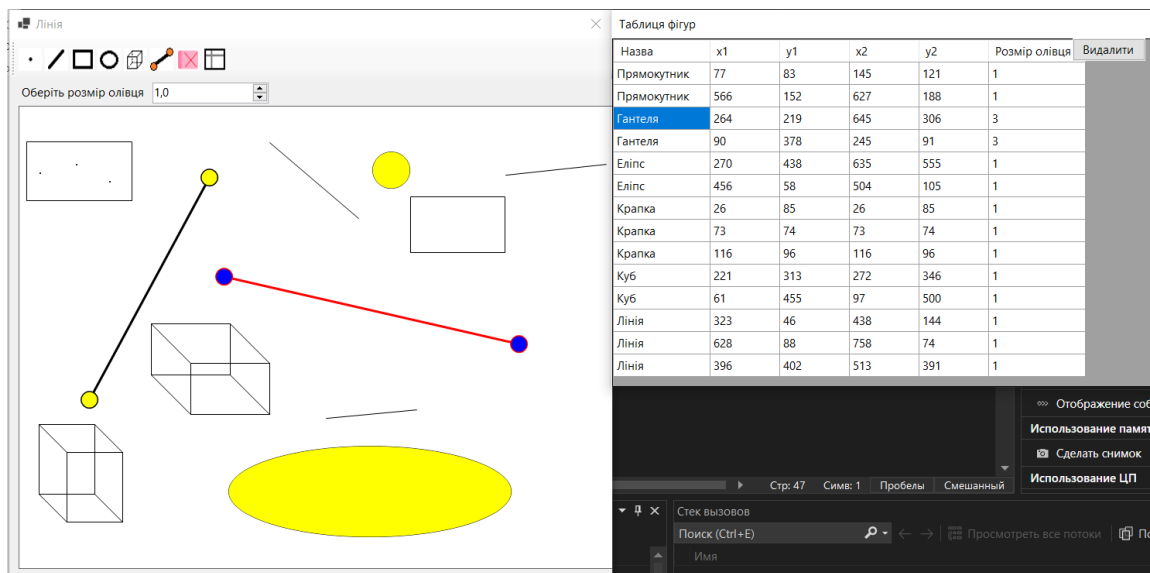 Лінія
Оберіть розмір олівця 1,0
Таблиця фігур
Назва x1 y1 x2 y2 Розмір олівця Видалити
Прямокутник 77 83 145 121 1
Прямокутник 566 152 627 188 1
Гантеля 264 219 645 306 3
Гантеля 90 378 245 91 3
Еліпс 270 438 635 555 1
Еліпс 456 58 504 105 1
Крапка 26 85 26 85 1
Крапка 73 74 73 74 1
Крапка 116 96 116 96 1
Куб 221 313 272 346 1
Куб 61 455 97 500 1
Лінія 323 46 438 144 1
Лінія 628 88 758 74 1
Лінія 396 402 513 391 1
Отображение соб
Использование памят
Сделать снимок
Использование ЦП
Стр: 47 Симв: 1 Пробелы Смешанный
Стек вызовов
Поиск (Ctrl+E) Просмотреть все потоки По
Имя